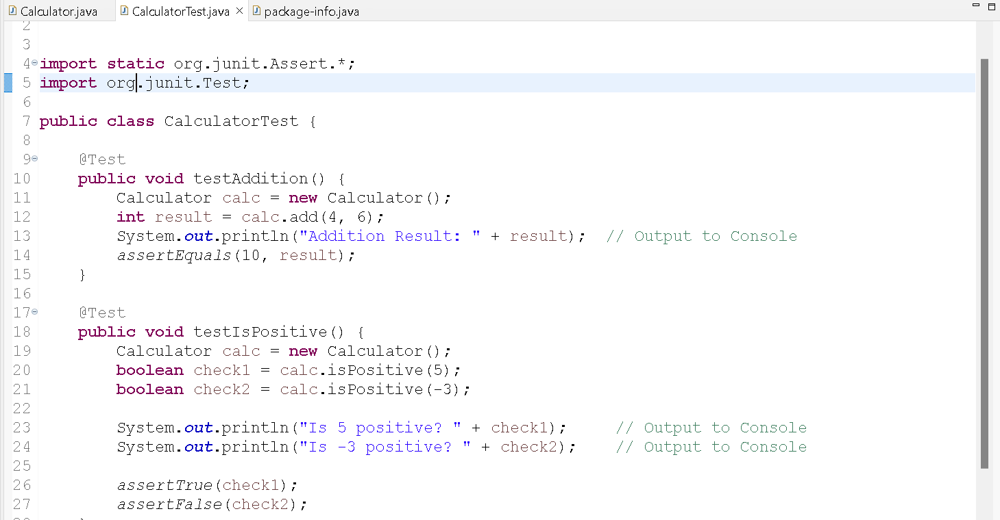 Calculator.java CalculatorTest.java package-info.java
2
3
4 import static org.junit.Assert.*;
5 import org.junit.Test;
6
7 public class CalculatorTest {
8
9     @Test
10     public void testAddition() {
11         Calculator calc = new Calculator();
12         int result = calc.add(4, 6);
13         System.out.println("Addition Result: " + result);  // Output to Console
14         assertEquals(10, result);
15     }
16
17     @Test
18     public void testIsPositive() {
19         Calculator calc = new Calculator();
20         boolean check1 = calc.isPositive(5);
21         boolean check2 = calc.isPositive(-3);
22
23         System.out.println("Is 5 positive? " + check1);     // Output to Console
24         System.out.println("Is -3 positive? " + check2);    // Output to Console
25
26         assertTrue(check1);
27         assertFalse(check2);